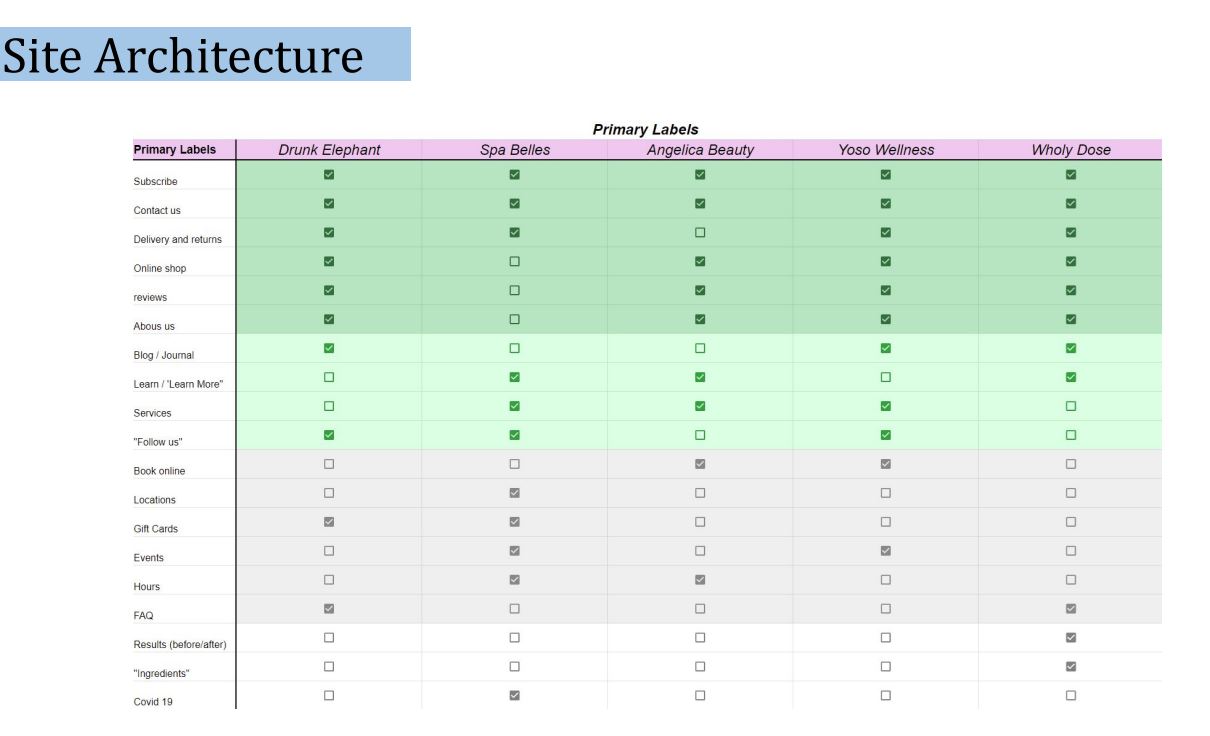 Site Architecture
Primary Labels
Primary Labels Drunk Elephant Spa Belles Angelica Beauty Yoso Wellness Wholy Dose
Subscribe
Contact us
Delivery and returns
Online shop
reviews
Abous us
Blog / Journal
Learn / 'Learn More"
Services
"Follow us"
Book online
Locations
Gift Cards
Events
Hours
FAQ
Results (before/after)
"Ingredients"
Covid 19